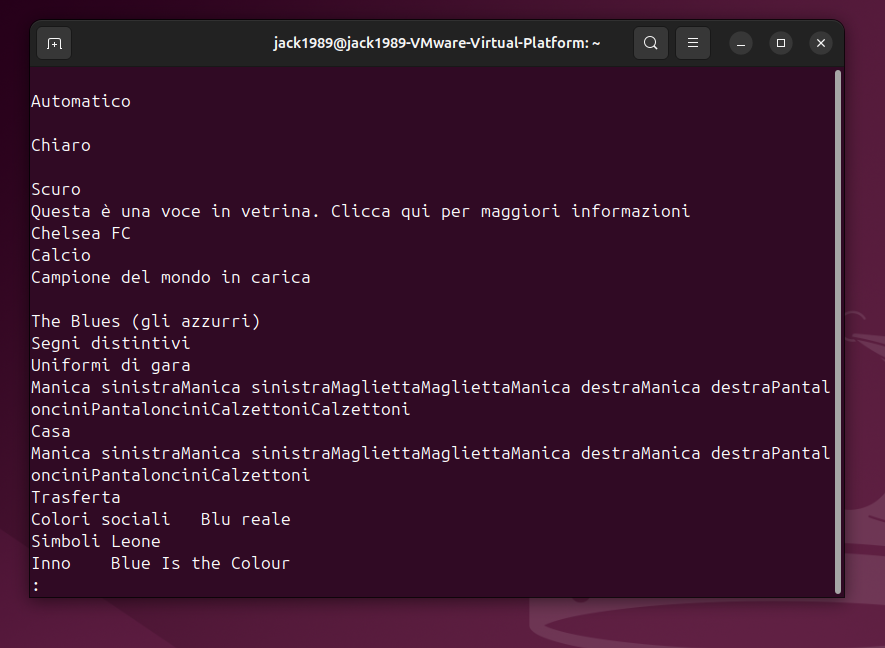 jack1989@jack1989-VMware-Virtual-Platform: ~
Automatico
Chiaro
Scuro
Questa è una voce in vetrina. Clicca qui per maggiori informazioni
Chelsea FC
Calcio
Campione del mondo in carica
The Blues (gli azzurri)
Segni distintivi
Uniformi di gara
Manica sinistraManica sinistraMagliettaMagliettaManica destraManica destraPantal
onciniPantalonciniCalzettoniCalzettoni
Casa
Manica sinistraManica sinistraMagliettaMagliettaManica destraManica destraPantal
onciniPantalonciniCalzettoni
Trasferta
Colori sociali   Blu reale
Simboli Leone
Inno    Blue Is the Colour
: